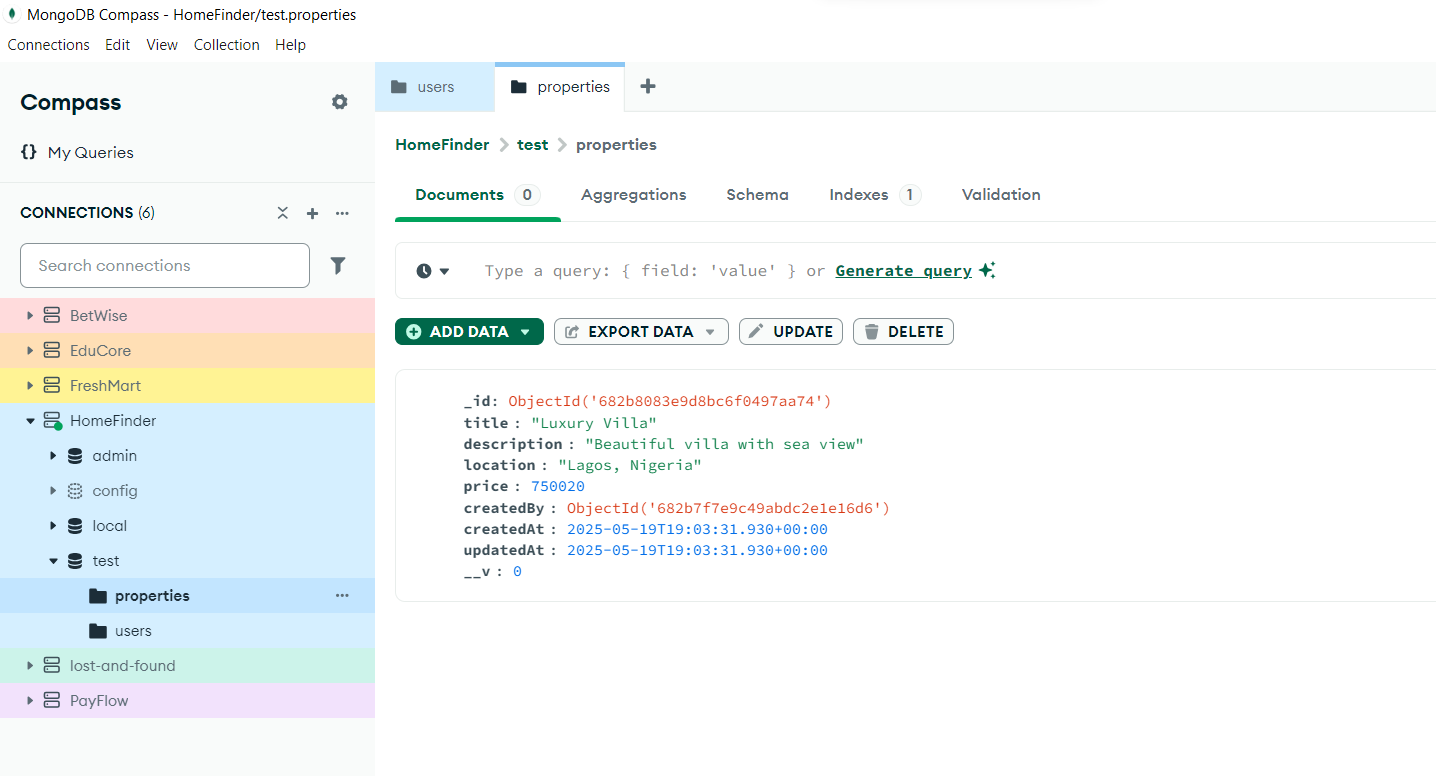 MongoDB Compass - HomeFinder/test.properties
Connections Edit View Collection Help
Compass
{} My Queries
CONNECTIONS (6)
Search connections
BetWise
EduCore
FreshMart
HomeFinder
admin
config
local
test
properties
users
lost-and-found
PayFlow
users
properties
HomeFinder > test > properties
Documents 0 Aggregations Schema Indexes 1 Validation
Type a query: { field: 'value' } or Generate query
ADD DATA EXPORT DATA UPDATE DELETE
_id: ObjectId('682b8083e9d8bc6f0497aa74')
title : "Luxury Villa"
description : "Beautiful villa with sea view"
location : "Lagos, Nigeria"
price : 750020
createdBy : ObjectId('682b7f7e9c49abdc2e1e16d6')
createdAt : 2025-05-19T19:03:31.930+00:00
updatedAt : 2025-05-19T19:03:31.930+00:00
__v : 0